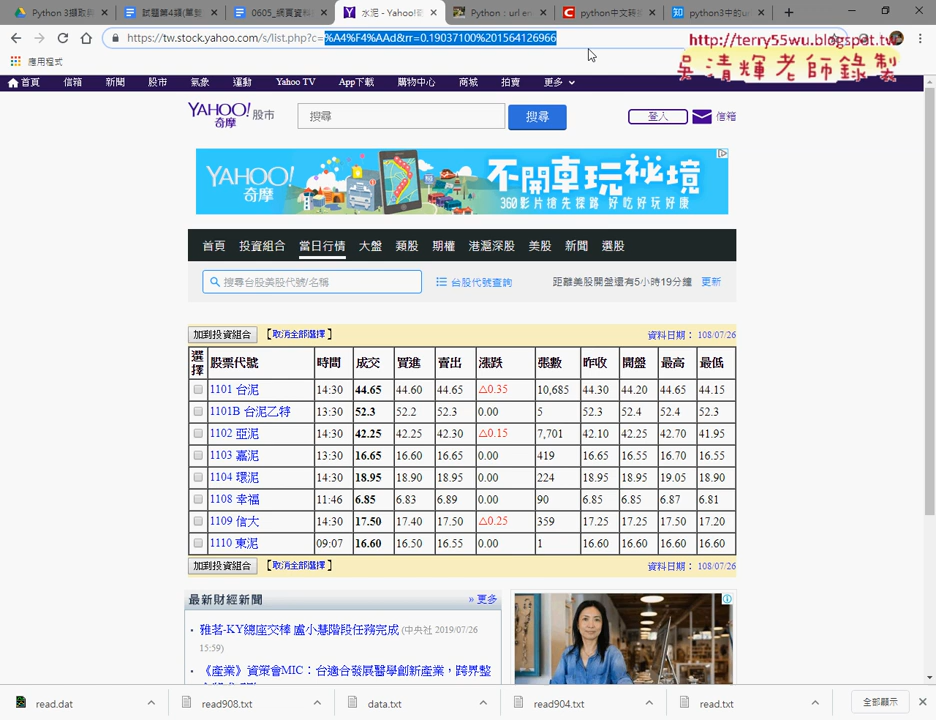 Python 3擷取與
試題第4類(單雙
0605_網頁資料
水泥 - Yahoo!奇
Python：url en
python中文轉換
python3中的ur
https://tw.stock.yahoo.com/s/list.php?c=%A4%F4%AAd&rr=0.19037100%201564126966
http://terry55wu.blogspot.tw
吳清輝老師錄製
應用程式
首頁 信箱 新聞 股市 氣象 運動 Yahoo TV App下載 購物中心 商城 拍賣 更多
YAHOO! 奇摩 股市
搜尋
搜尋
登入
信箱
YAHOO! 奇摩
不開車玩祕境
360影片搶先探路 好吃好玩好康
首頁 投資組合 當日行情 大盤 類股 期權 港滬深股 美股 新聞 選股
搜尋台股美股代號/名稱
台股代號查詢
距離美股開盤還有5小時19分鐘 更新
加到投資組合 【取消全部選擇】
資料日期： 108/07/26
選擇 股票代號 時間 成交 買進 賣出 漲跌 張數 昨收 開盤 最高 最低
1101 台泥 14:30 44.65 44.60 44.65 △0.35 10,685 44.30 44.20 44.65 44.15
1101B 台泥乙特 13:30 52.3 52.2 52.3 0.00 5 52.3 52.4 52.4 52.3
1102 亞泥 14:30 42.25 42.25 42.30 △0.15 7,701 42.10 42.25 42.70 41.95
1103 嘉泥 13:30 16.65 16.60 16.65 0.00 419 16.65 16.55 16.70 16.55
1104 環泥 14:30 18.95 18.90 18.95 0.00 224 18.95 18.95 19.05 18.90
1108 幸福 11:46 6.85 6.83 6.89 0.00 90 6.85 6.85 6.87 6.81
1109 信大 14:30 17.50 17.40 17.50 △0.25 359 17.25 17.25 17.50 17.20
1110 東泥 09:07 16.60 16.50 16.55 0.00 1 16.60 16.60 16.60 16.60
加到投資組合 【取消全部選擇】
資料日期： 108/07/26
最新財經新聞
» 更多
雅茗-KY總座交棒 盧小慧階段任務完成 (中央社 2019/07/26 15:59)
《產業》資策會MIC：台適合發展醫學創新產業，跨界整
read.dat
read908.txt
data.txt
read904.txt
read.txt
全部顯示